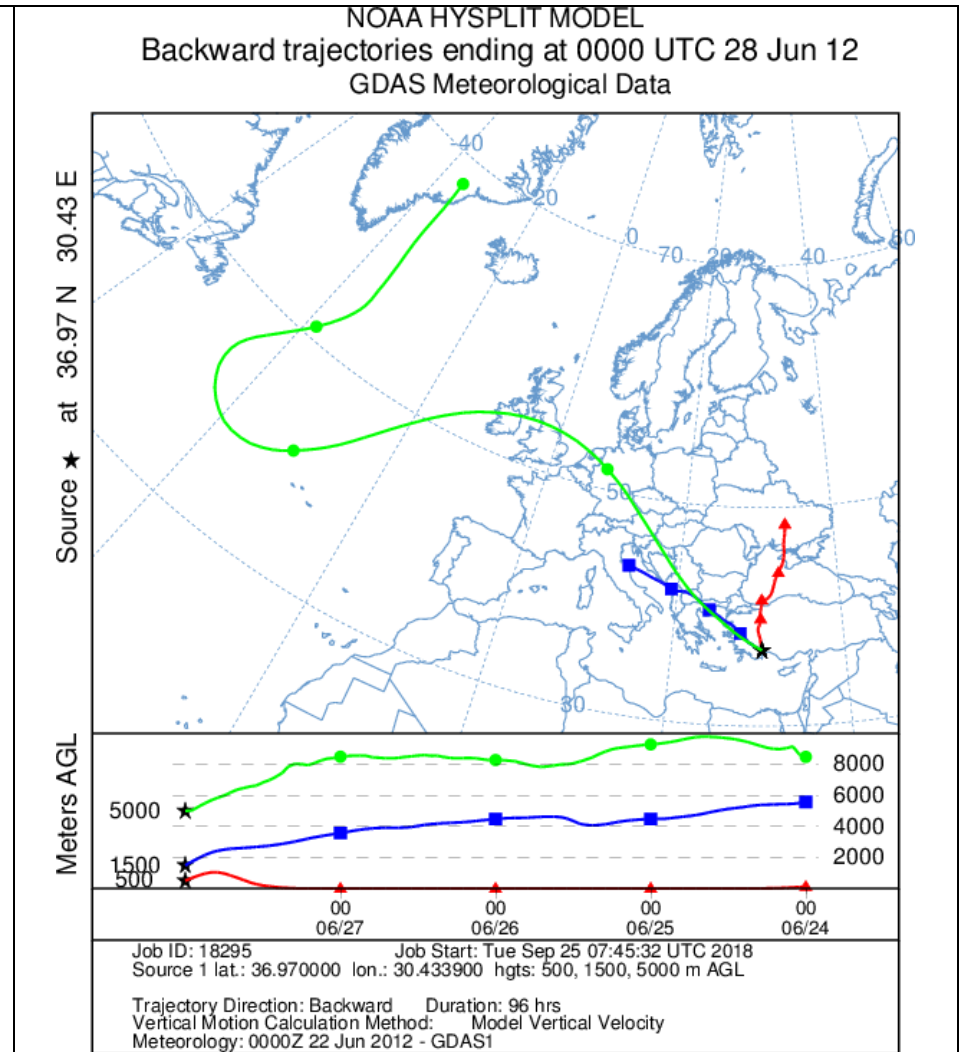 NOAA HYSPLIT MODEL
Backward trajectories ending at 0000 UTC 28 Jun 12
GDAS Meteorological Data
Source ★ at 36.97 N 30.43 E
-40
20
0
70
20
40
60
50
30
Meters AGL
5000
1500
500
8000
6000
4000
2000
00 00 00 00
06/27 06/26 06/25 06/24
Job ID: 18295 Job Start: Tue Sep 25 07:45:32 UTC 2018
Source 1 lat.: 36.970000 lon.: 30.433900 hgts: 500, 1500, 5000 m AGL
Trajectory Direction: Backward Duration: 96 hrs
Vertical Motion Calculation Method: Model Vertical Velocity
Meteorology: 0000Z 22 Jun 2012 - GDAS1